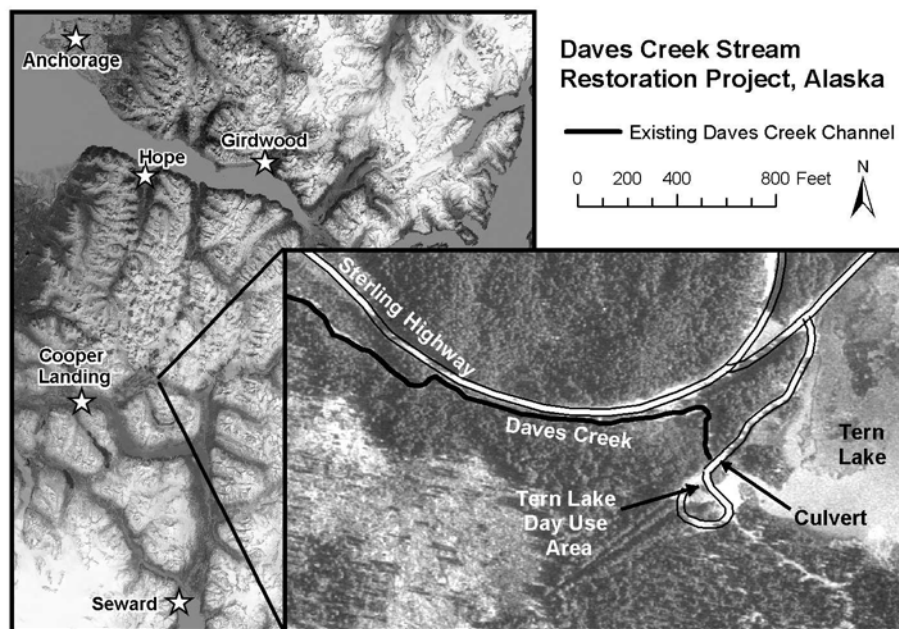 Daves Creek Stream
Restoration Project, Alaska
Existing Daves Creek Channel
0 200 400 800 Feet
N
Anchorage
Hope
Girdwood
Cooper
Landing
Seward
Sterling Highway
Daves Creek
Tern
Lake
Tern Lake
Day Use
Area
Culvert